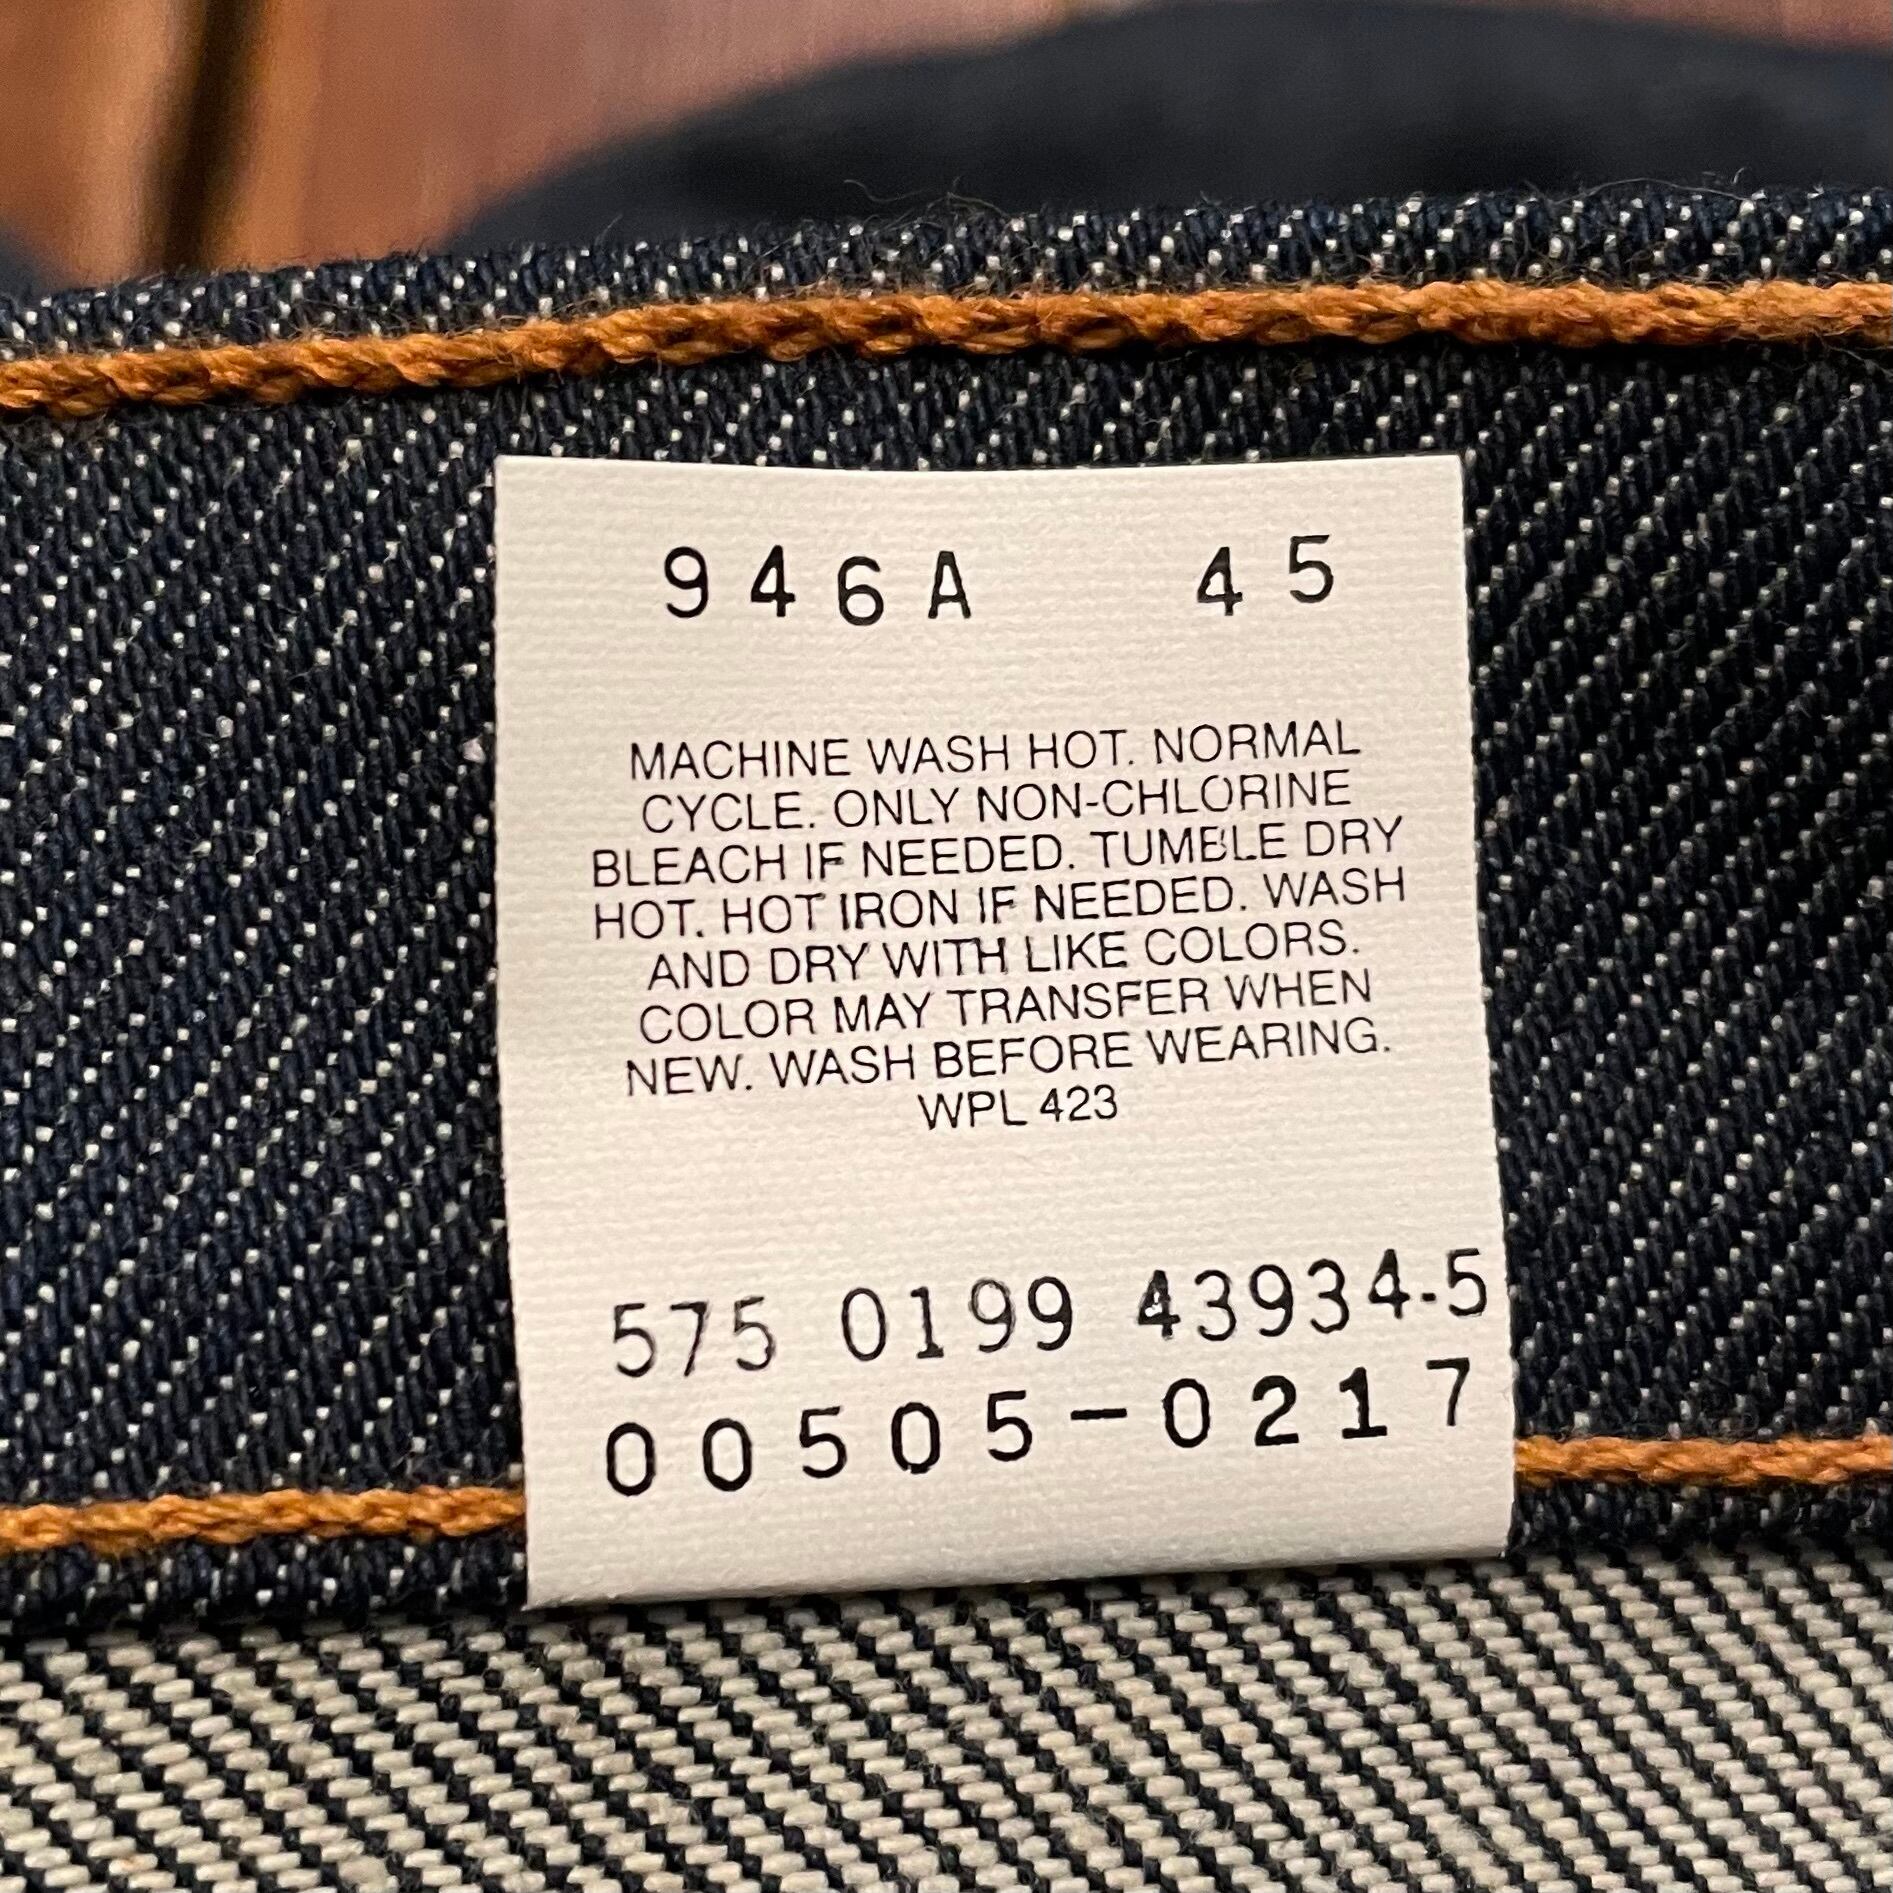 946A 45
MACHINE WASH HOT. NORMAL
CYCLE. ONLY NON-CHLORINE
BLEACH IF NEEDED. TUMBLE DRY
HOT. HOT IRON IF NEEDED. WASH
AND DRY WITH LIKE COLORS.
COLOR MAY TRANSFER WHEN
NEW. WASH BEFORE WEARING.
WPL 423
575 0199 43934-5
00505-0217